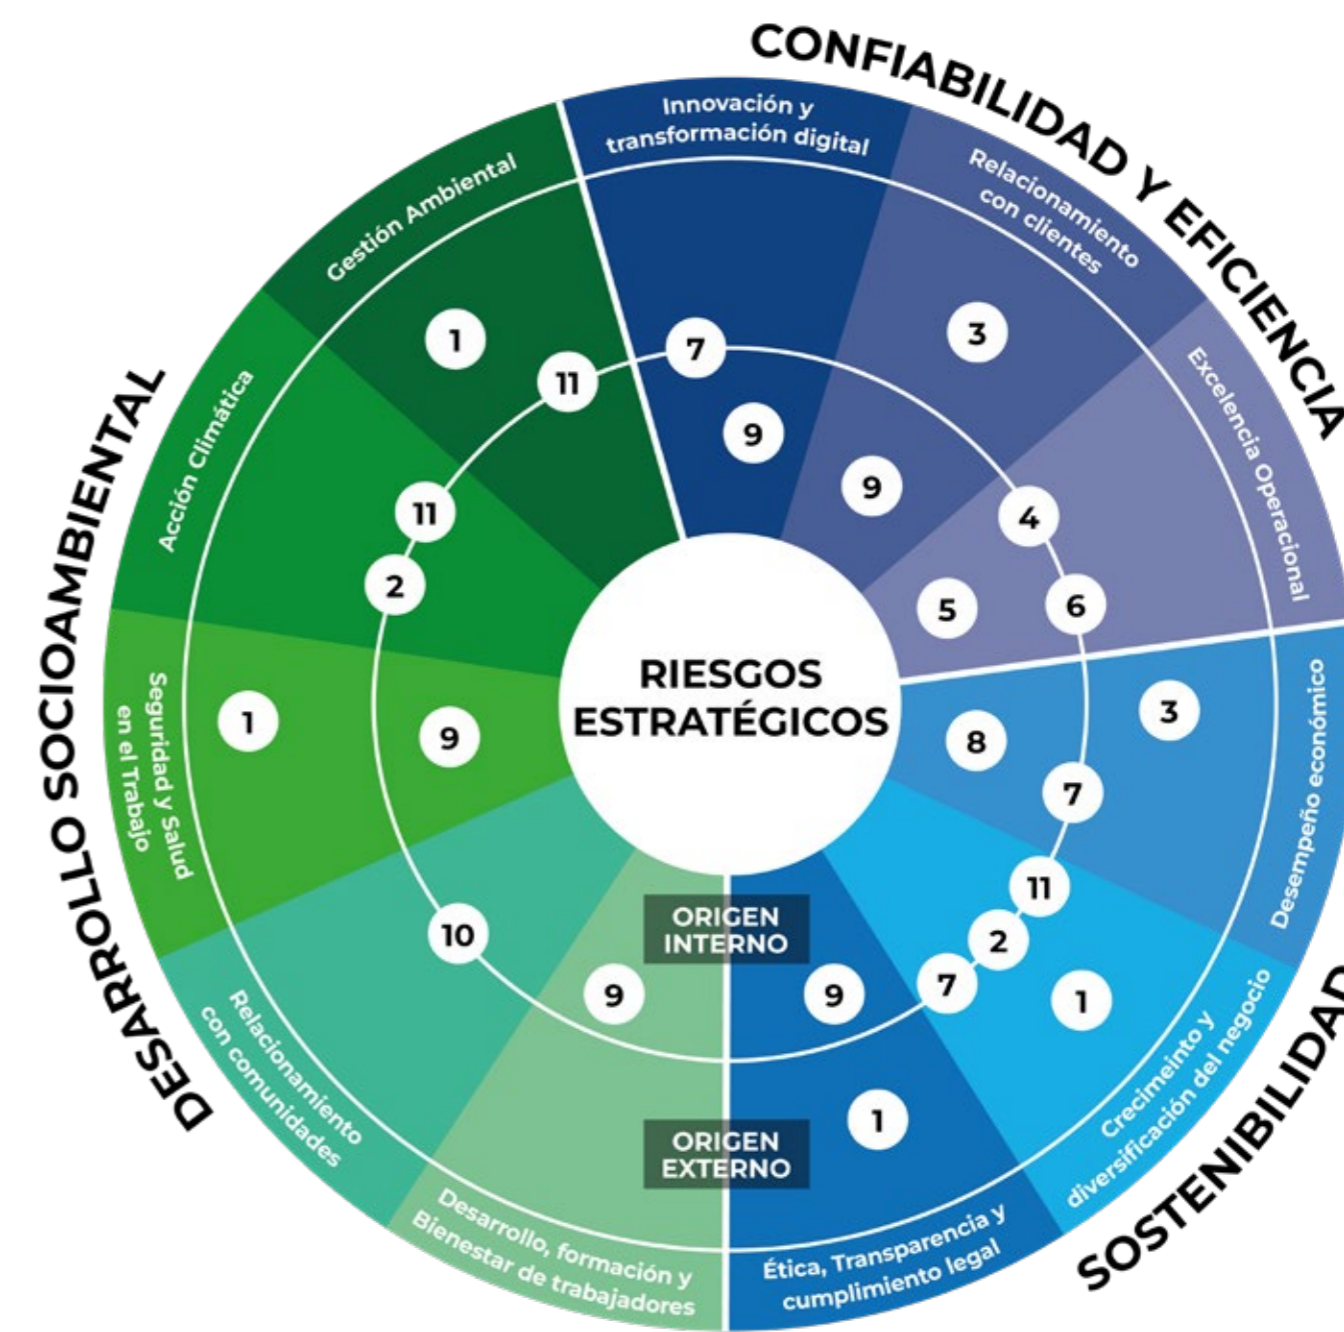 CONFIABILIDAD Y EFICIENCIA
Innovación y
transformación digital
Relacionamiento
con clientes
Excelencia Operacional
Gestión Ambiental
Acción Climática
Seguridad y Salud
en el Trabajo
Relacionamiento
con comunidades
Desarrollo, formación y
Bienestar de trabajadores
Ética, Transparencia y
cumplimiento legal
Crecimeinto y
diversificación del negocio
Desempeño económico
DESARROLLO SOCIOAMBIENTAL
SOSTENIBILIDAD
RIESGOS
ESTRATÉGICOS
ORIGEN
INTERNO
ORIGEN
EXTERNO
1
11
7
9
3
9
4
5
6
3
8
7
11
2
7
1
9
1
9
10
1
9
2
11